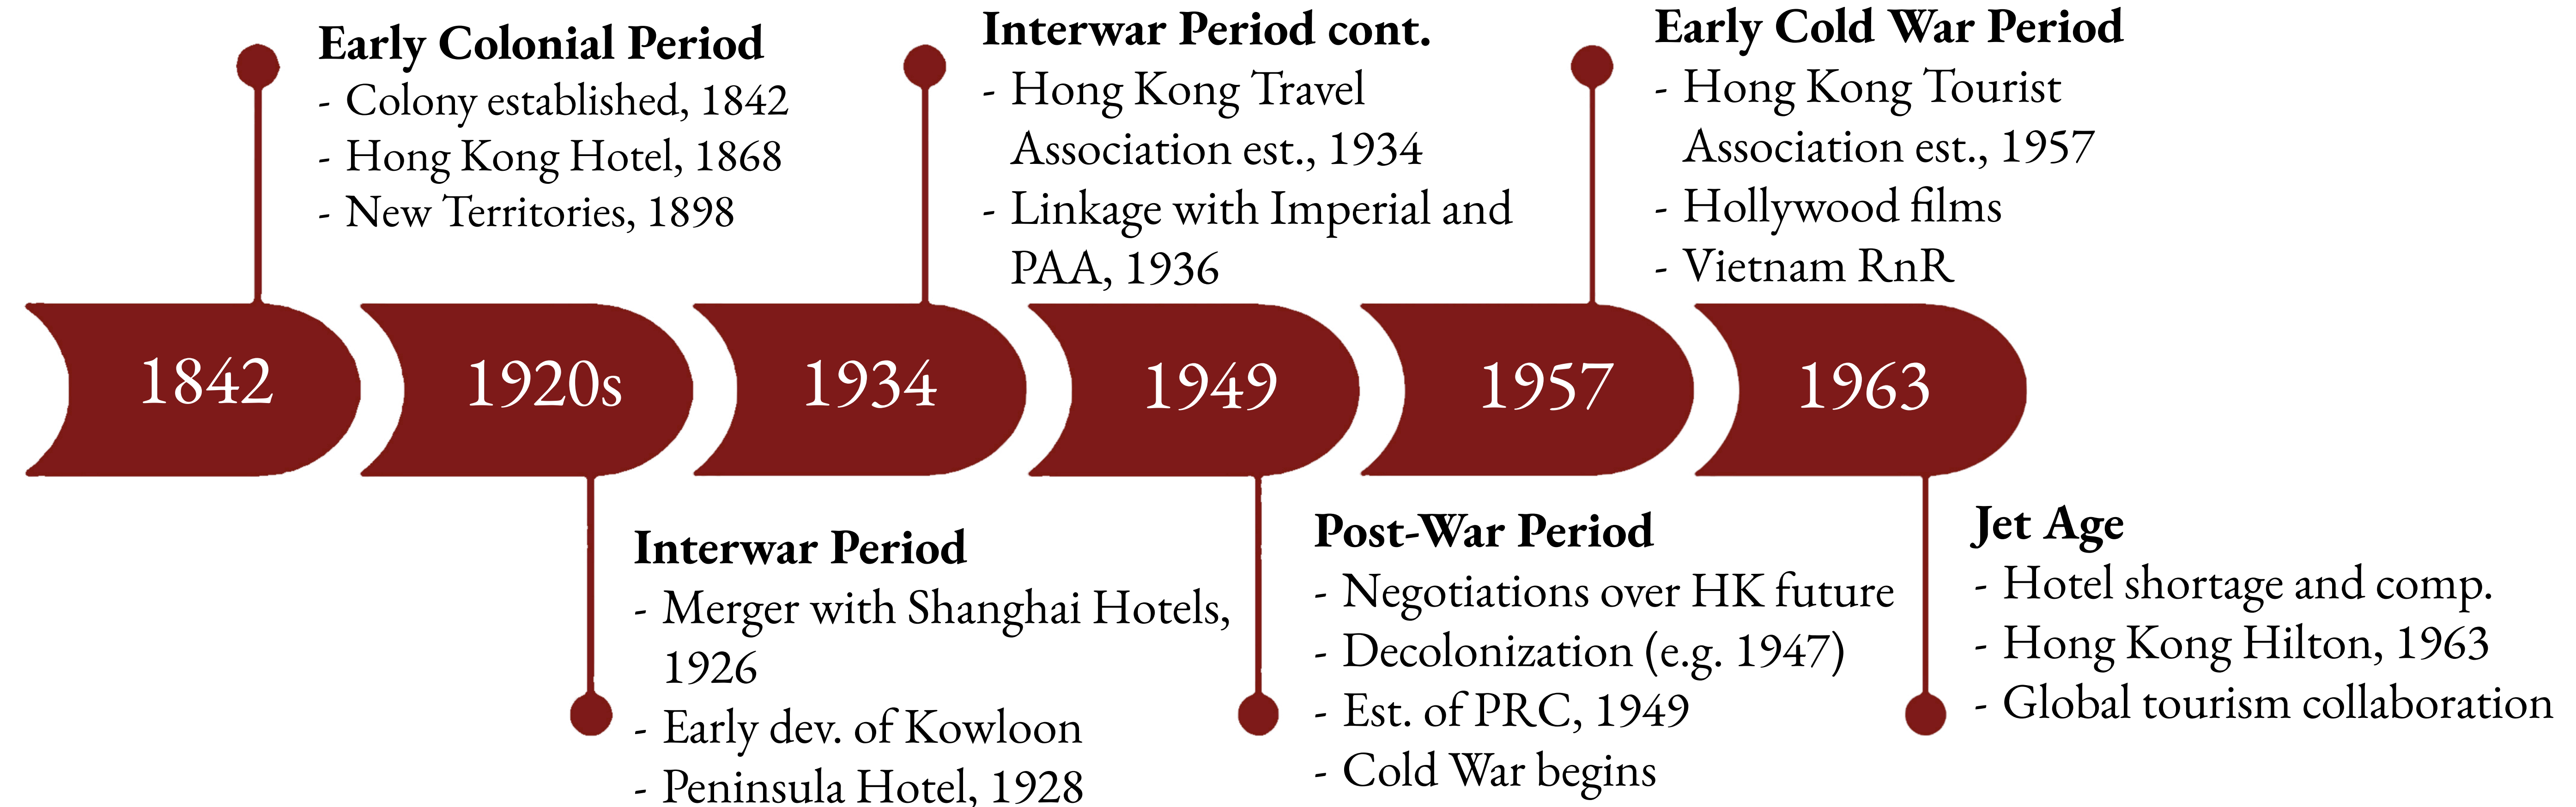 Early Colonial Period
- Colony established, 1842
- Hong Kong Hotel, 1868
- New Territories, 1898
Interwar Period cont.
- Hong Kong Travel
Association est., 1934
- Linkage with Imperial and
PAA, 1936
Early Cold War Period
- Hong Kong Tourist
Association est., 1957
- Hollywood films
- Vietnam RnR
1842
1920s
1934
1949
1957
1963
Interwar Period
- Merger with Shanghai Hotels,
1926
- Early dev. of Kowloon
- Peninsula Hotel, 1928
Post-War Period
- Negotiations over HK future
- Decolonization (e.g. 1947)
- Est. of PRC, 1949
- Cold War begins
Jet Age
- Hotel shortage and comp.
- Hong Kong Hilton, 1963
- Global tourism collaboration